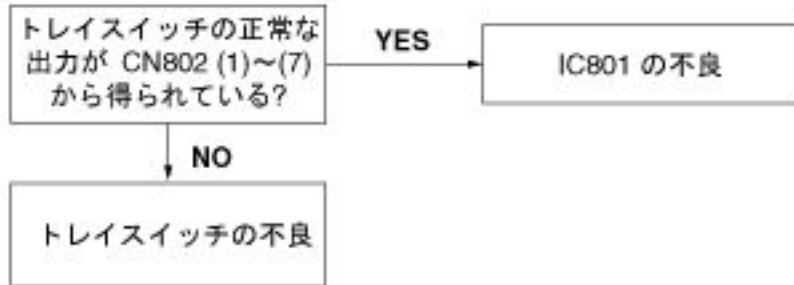 トレイスイッチの正常な
出力が CN802 (1)～(7)
から得られている?
YES
IC801 の不良
NO
トレイスイッチの不良